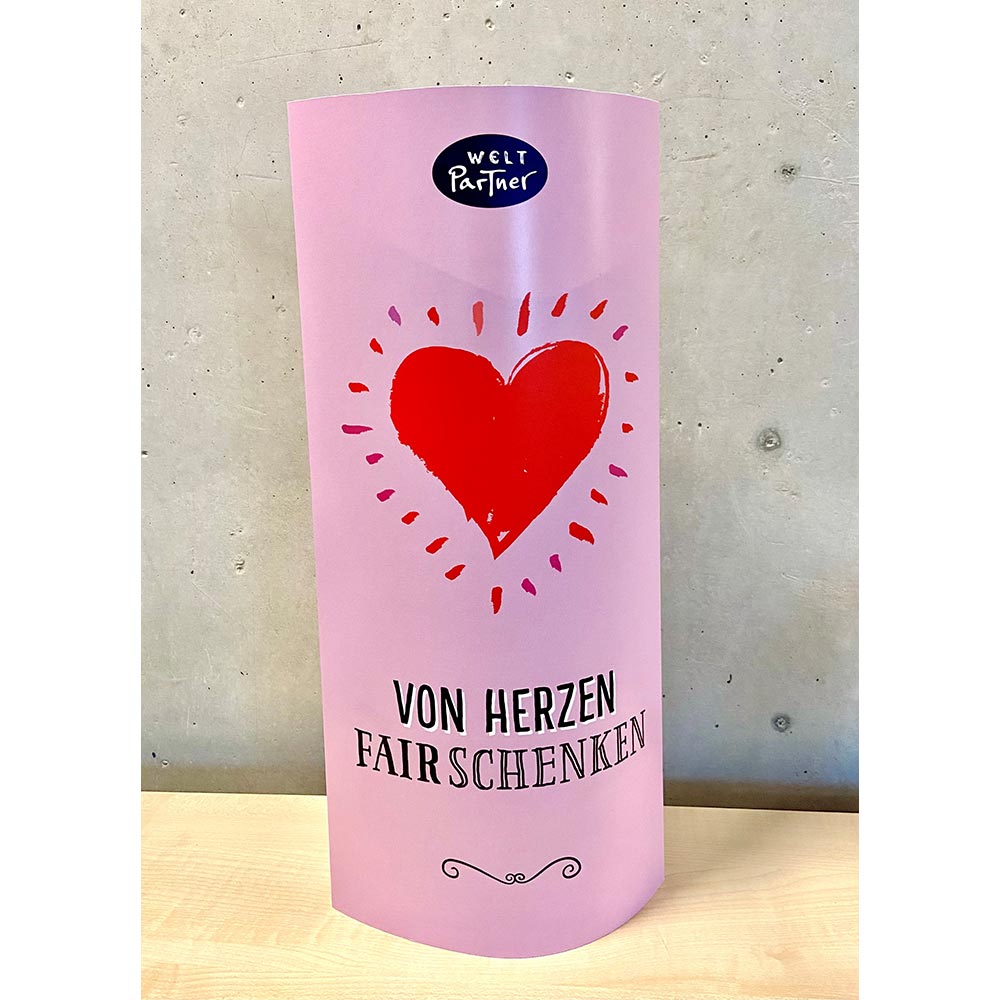 WELT
ParTner
VON HERZEN
FAIRSCHENKEN